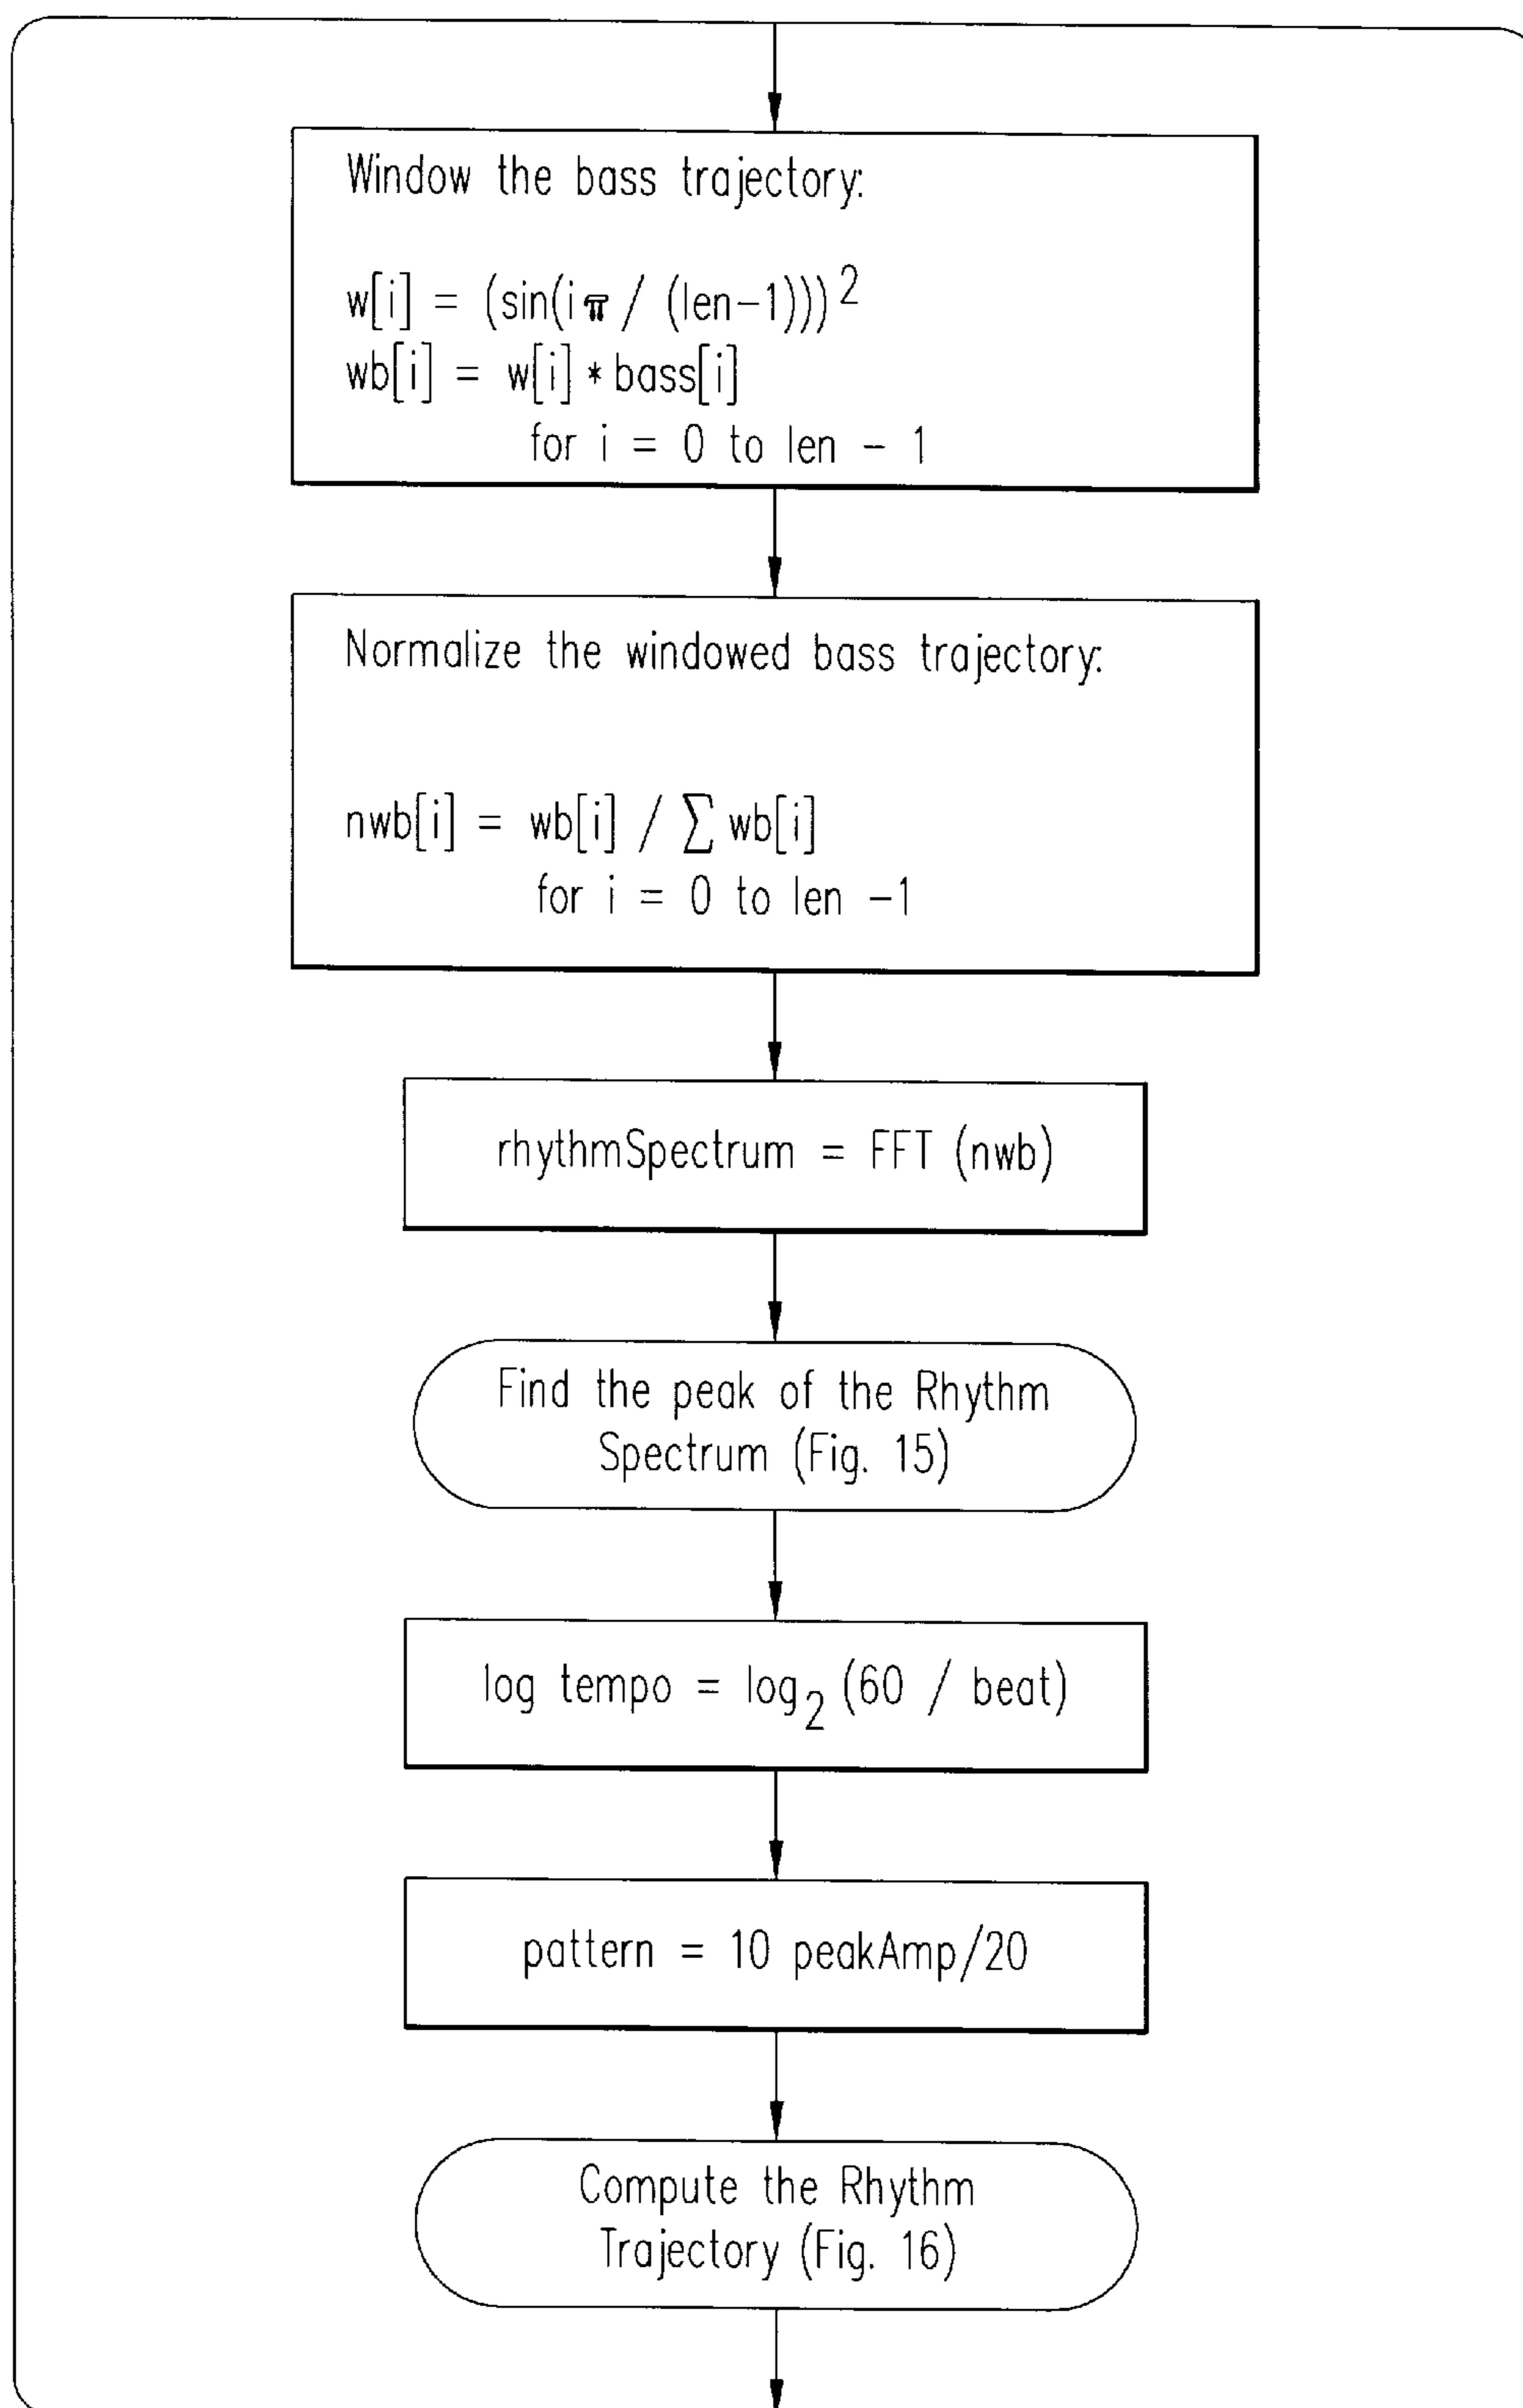 Window the bass trajectory:
w[i] = (sin(iπ / (len-1)))²
wb[i] = w[i] * bass[i]
for i = 0 to len - 1
Normalize the windowed bass trajectory:
nwb[i] = wb[i] / ∑ wb[i]
for i = 0 to len -1
rhythmSpectrum = FFT (nwb)
Find the peak of the Rhythm
Spectrum (Fig. 15)
log tempo = log₂ (60 / beat)
pattern = 10 peakAmp/20
Compute the Rhythm
Trajectory (Fig. 16)